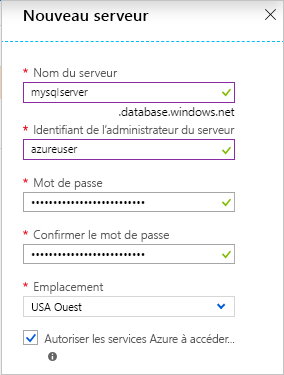 Nouveau serveur
* Nom du serveur
mysqlserver
.database.windows.net
* Identifiant de l'administrateur du serveur
azureuser
* Mot de passe
••••••••••••••••••••••••••
* Confirmer le mot de passe
••••••••••••••••••••••••••
* Emplacement
USA Ouest
Autoriser les services Azure à accéder...